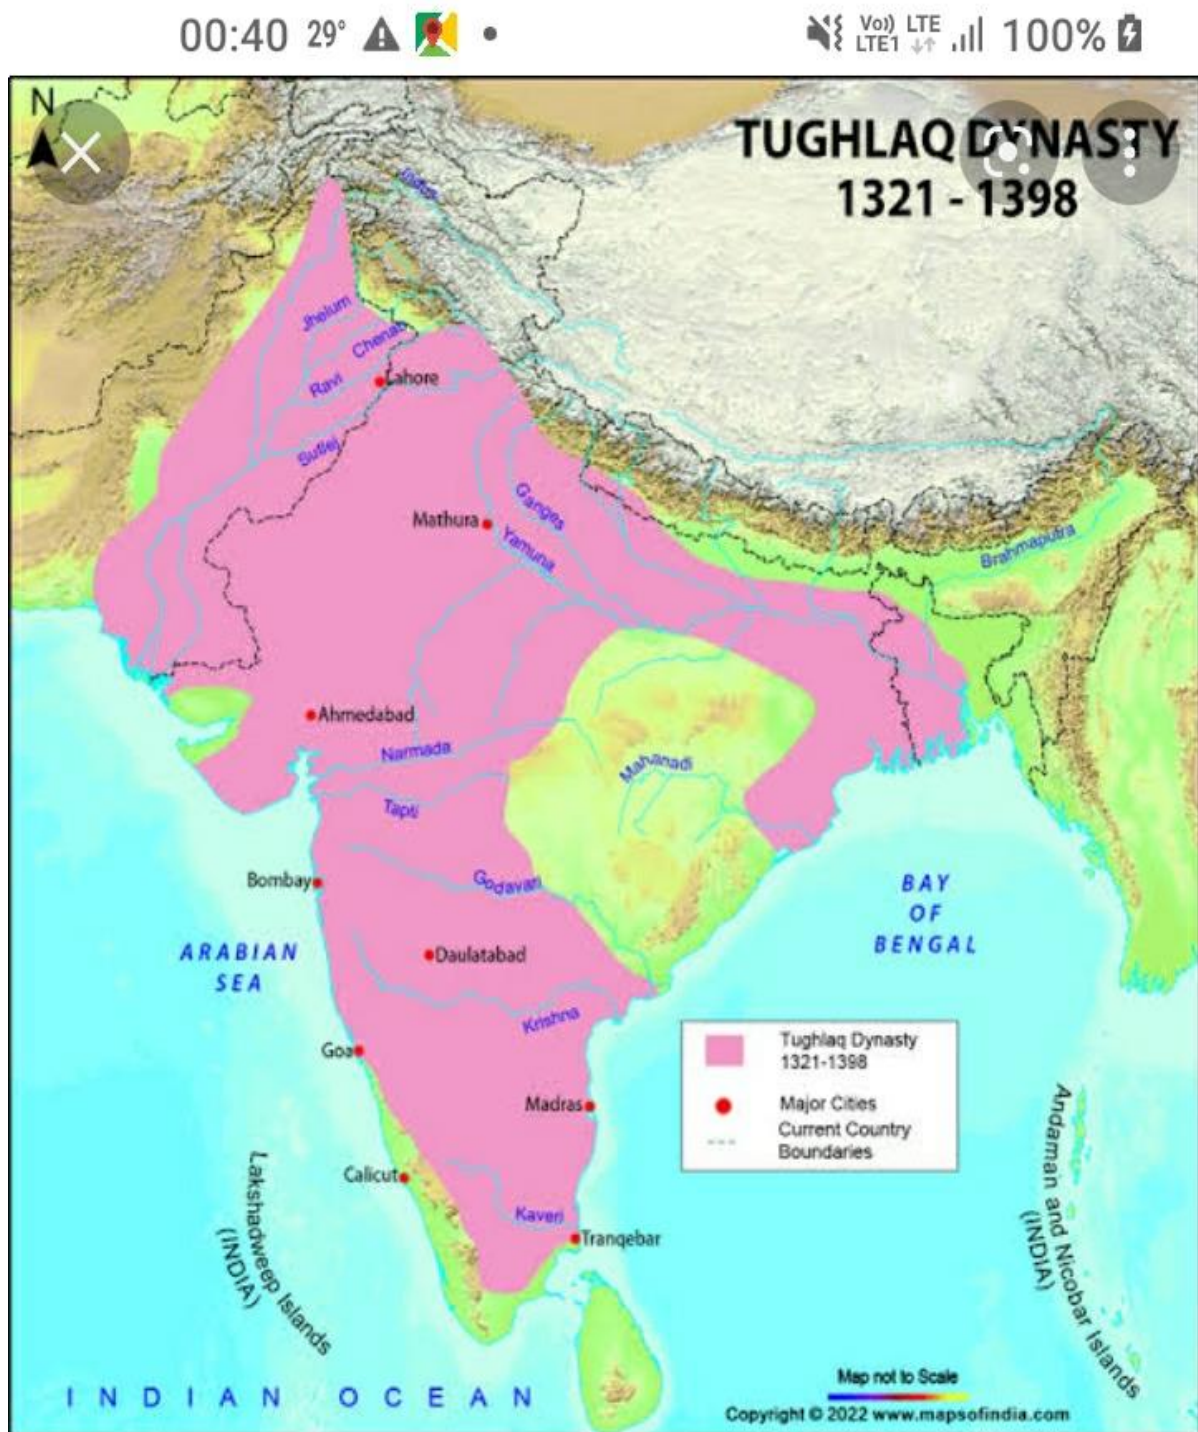 00:40 29° Vo)) LTE 100%
LTE1
N
TUGHLAQ DYNASTY
1321 - 1398
Indus
Jhelum
Chenab
Ravi
Lahore
Sutlej
Ganges
Mathura
Yamuna
Brahmaputra
Ahmedabad
Narmada
Mahanadi
Tapti
Bombay
Godavari
BAY
OF
BENGAL
ARABIAN
SEA
Daulatabad
Krishna
Goa
Tughlaq Dynasty
1321-1398
Madras
Major Cities
Current Country
Boundaries
Calicut
Kaveri
Tranqebar
Lakshadweep Islands
(INDIA)
Andaman and Nicobar Islands
(INDIA)
Map not to Scale
INDIAN OCEAN
Copyright © 2022 www.mapsofindia.com